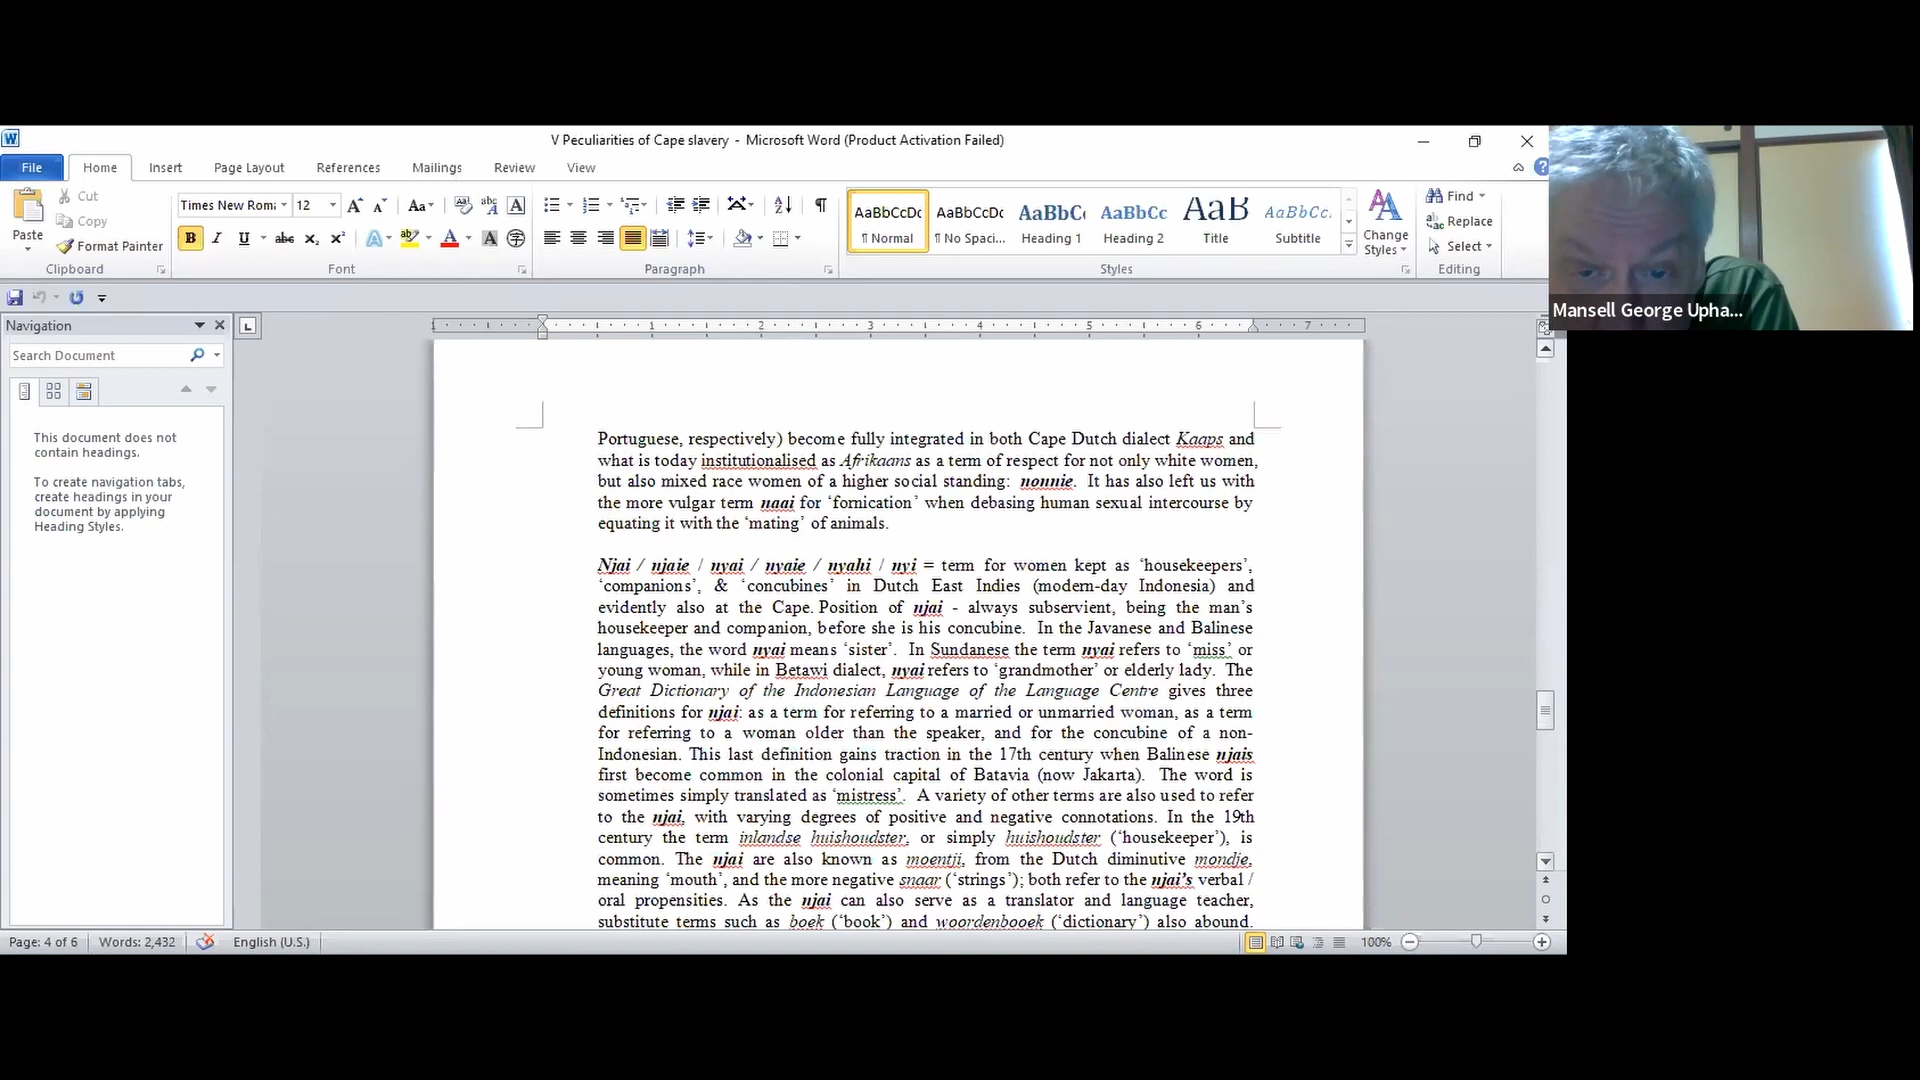 V Peculiarities of Cape slavery - Microsoft Word (Product Activation Failed)
File Home Insert Page Layout References Mailings Review View
Paste
Cut
Copy
Format Painter
Clipboard
Times New Rom 12
Font
Paragraph
AaBbCcDc AaBbCcDc AaBbCc AaBbCc AaB AaBbCc.
¶ Normal ¶ No Spaci... Heading 1 Heading 2 Title Subtitle
Change Styles
Styles
Find
Replace
Select
Editing
Mansell George Upha...
Navigation
Search Document
This document does not
contain headings.
To create navigation tabs,
create headings in your
document by applying
Heading Styles.
1 1 2 3 4 5 6 7
Portuguese, respectively) become fully integrated in both Cape Dutch dialect Kaaps and
what is today institutionalised as Afrikaans as a term of respect for not only white women,
but also mixed race women of a higher social standing: nonnie. It has also left us with
the more vulgar term naai for ‘fornication’ when debasing human sexual intercourse by
equating it with the ‘mating’ of animals.
Njai / njaie / nyai / nyaie / nyahi / nyi = term for women kept as ‘housekeepers’,
‘companions’, & ‘concubines’ in Dutch East Indies (modern-day Indonesia) and
evidently also at the Cape. Position of njai - always subservient, being the man’s
housekeeper and companion, before she is his concubine. In the Javanese and Balinese
languages, the word nyai means ‘sister’. In Sundanese the term nyai refers to ‘miss’ or
young woman, while in Betawi dialect, nyai refers to ‘grandmother’ or elderly lady. The
Great Dictionary of the Indonesian Language of the Language Centre gives three
definitions for njai: as a term for referring to a married or unmarried woman, as a term
for referring to a woman older than the speaker, and for the concubine of a non-
Indonesian. This last definition gains traction in the 17th century when Balinese njais
first become common in the colonial capital of Batavia (now Jakarta). The word is
sometimes simply translated as ‘mistress’. A variety of other terms are also used to refer
to the njai, with varying degrees of positive and negative connotations. In the 19th
century the term inlandse huishoudster, or simply huishoudster (‘housekeeper’), is
common. The njai are also known as moentji, from the Dutch diminutive mondje,
meaning ‘mouth’, and the more negative snaar (‘strings’); both refer to the njai’s verbal /
oral propensities. As the njai can also serve as a translator and language teacher,
substitute terms such as boek (‘book’) and woordenbooek (‘dictionary’) also abound.
Page: 4 of 6 Words: 2,432 English (U.S.) 100%